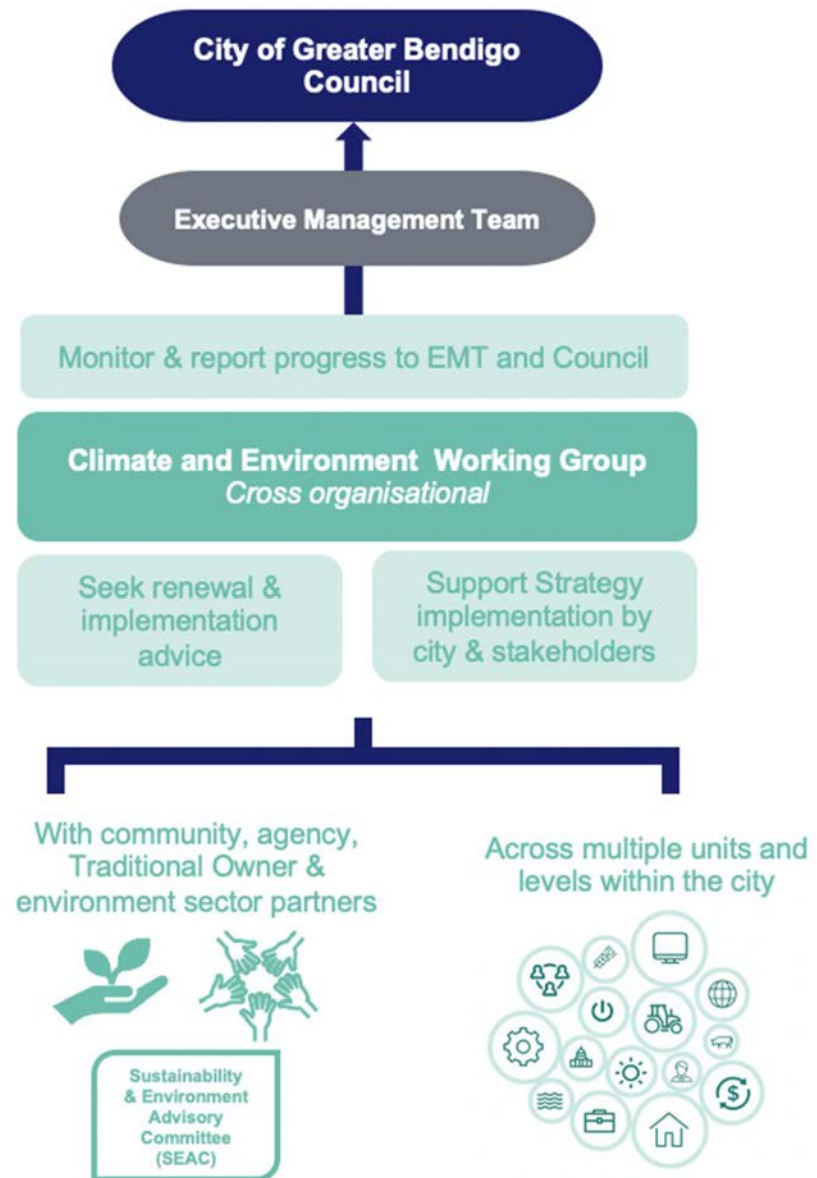 City of Greater Bendigo
Council
Executive Management Team
Monitor & report progress to EMT and Council
Climate and Environment Working Group
Cross organisational
Seek renewal &
implementation
advice
Support Strategy
implementation by
city & stakeholders
With community, agency,
Traditional Owner &
environment sector partners
Across multiple units and
levels within the city
Sustainability
& Environment
Advisory
Committee
(SEAC)